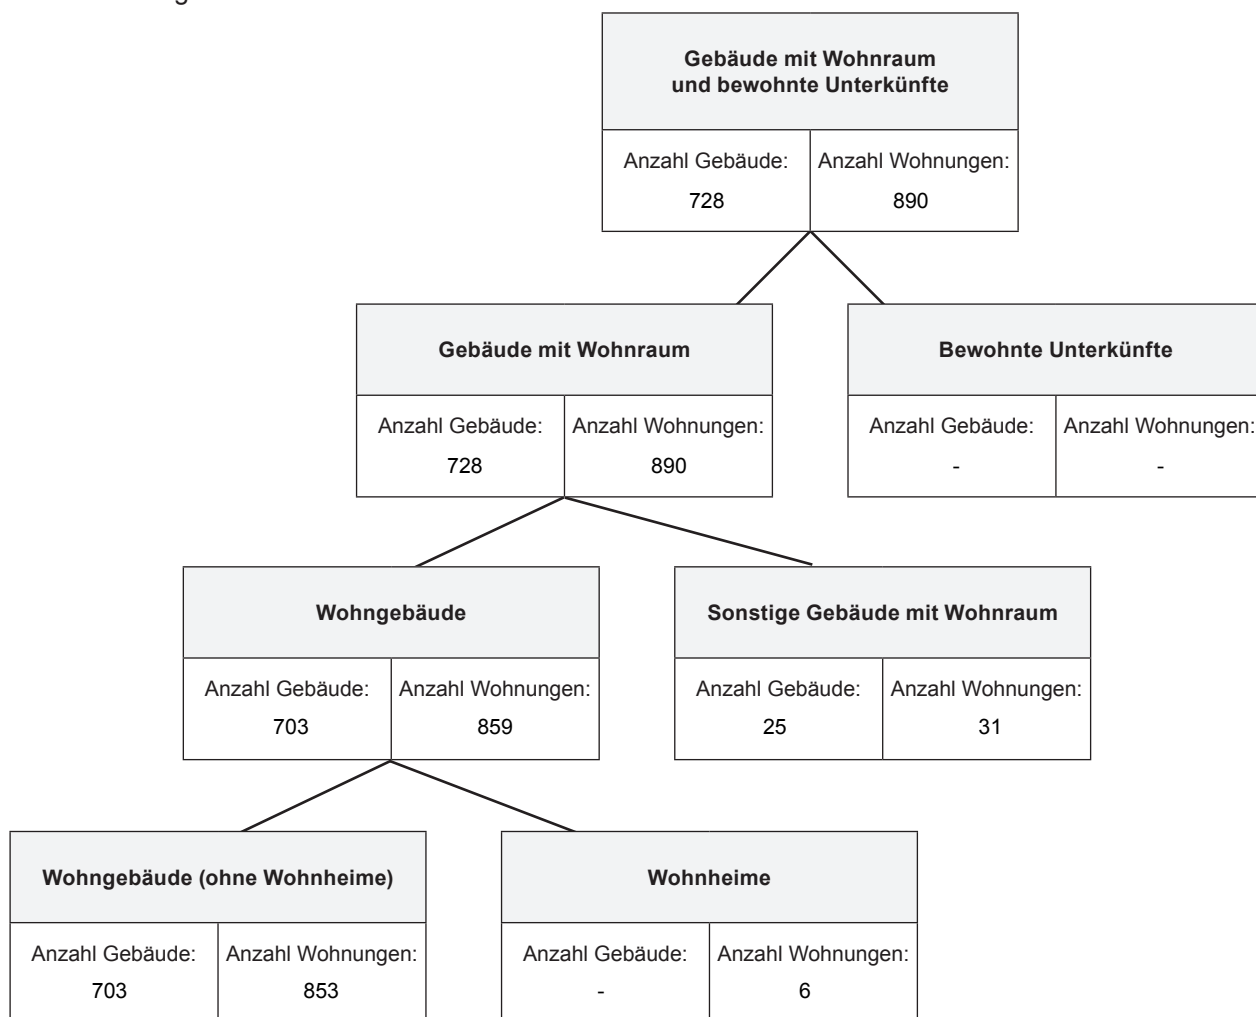 Gebäude mit Wohnraum
und bewohnte Unterkünfte
Anzahl Gebäude: Anzahl Wohnungen:
728 890
Gebäude mit Wohnraum
Anzahl Gebäude: Anzahl Wohnungen:
728 890
Bewohnte Unterkünfte
Anzahl Gebäude: Anzahl Wohnungen:
- -
Wohngebäude
Anzahl Gebäude: Anzahl Wohnungen:
703 859
Sonstige Gebäude mit Wohnraum
Anzahl Gebäude: Anzahl Wohnungen:
25 31
Wohngebäude (ohne Wohnheime)
Anzahl Gebäude: Anzahl Wohnungen:
703 853
Wohnheime
Anzahl Gebäude: Anzahl Wohnungen:
- 6